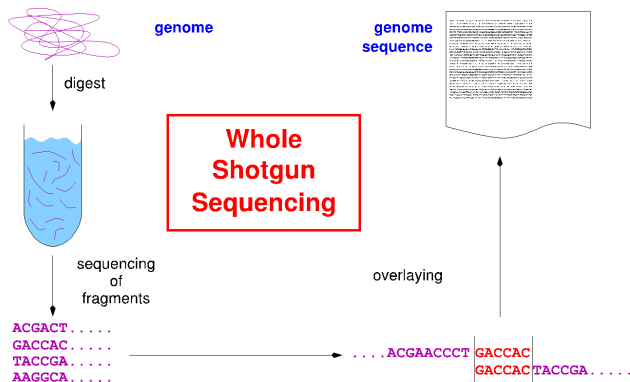 genome
digest
Whole
Shotgun
Sequencing
genome
sequence
sequencing
of
fragments
ACGACT.....
GACCAC.....
TACCGA.....
AAGGCA.....
overlaying
....ACGAACCCT GACCAC
GACCAC TACCGA.....